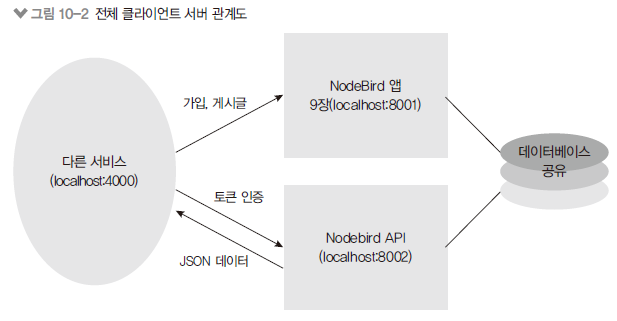 그림 10-2 전체 클라이언트 서버 관계도
NodeBird 앱
9장(localhost:8001)
가입, 게시글
다른 서비스
(localhost:4000)
데이터베이스
공유
토큰 인증
Nodebird API
(localhost:8002)
JSON 데이터